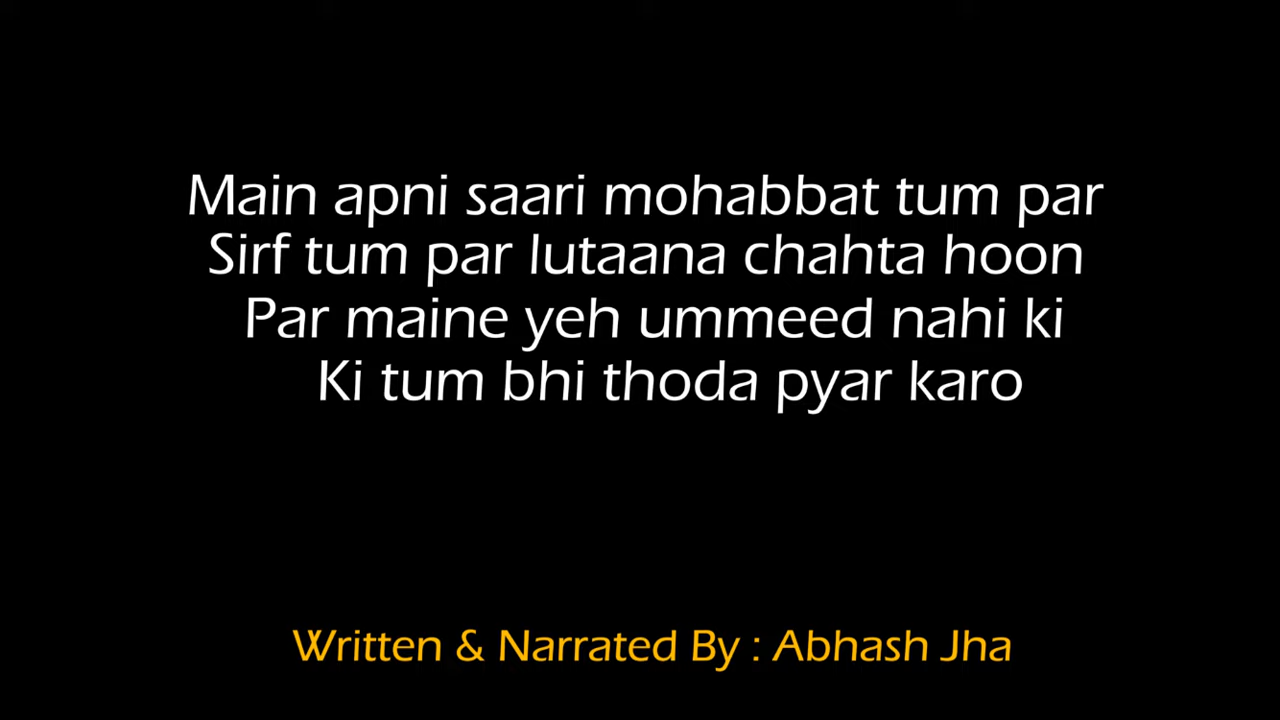 Main apni saari mohabbat tum par
Sirf tum par lutaana chahta hoon
Par maine yeh ummeed nahi ki
Ki tum bhi thoda pyar karo
Written & Narrated By : Abhash Jha